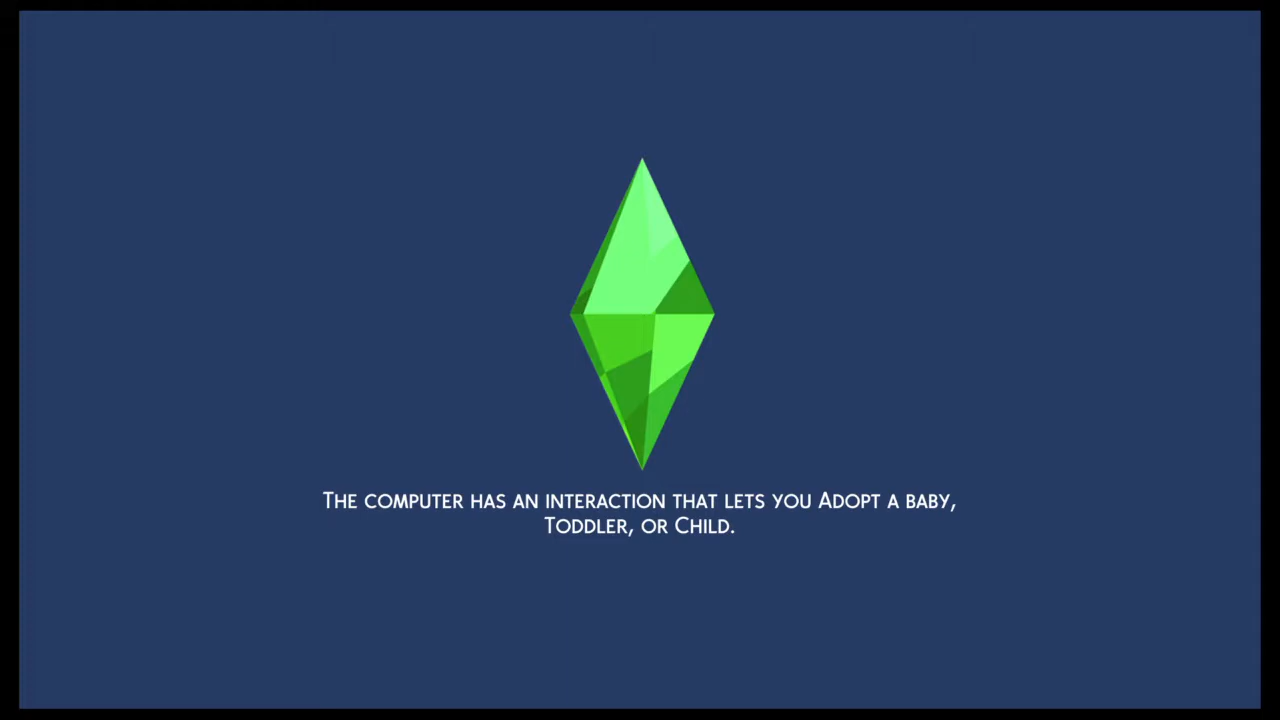 The computer has an interaction that lets you Adopt a baby,
Toddler, or Child.